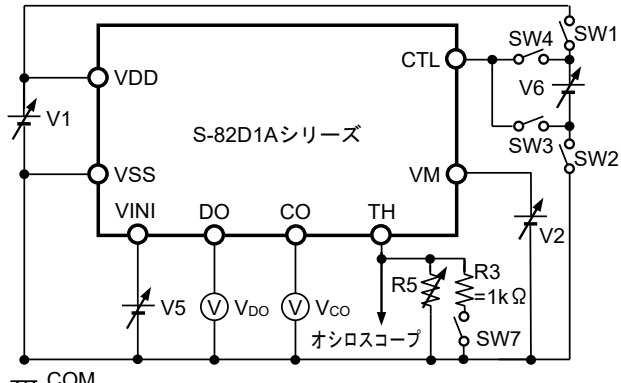 SW1
SW4
CTL
VDD
V6
V1
S-82D1Aシリーズ
SW3
SW2
VSS
VM
VINI
DO
CO
TH
V2
R5
R3
=1kΩ
V5
V
VDO
V
VCO
オシロスコープ
SW7
COM